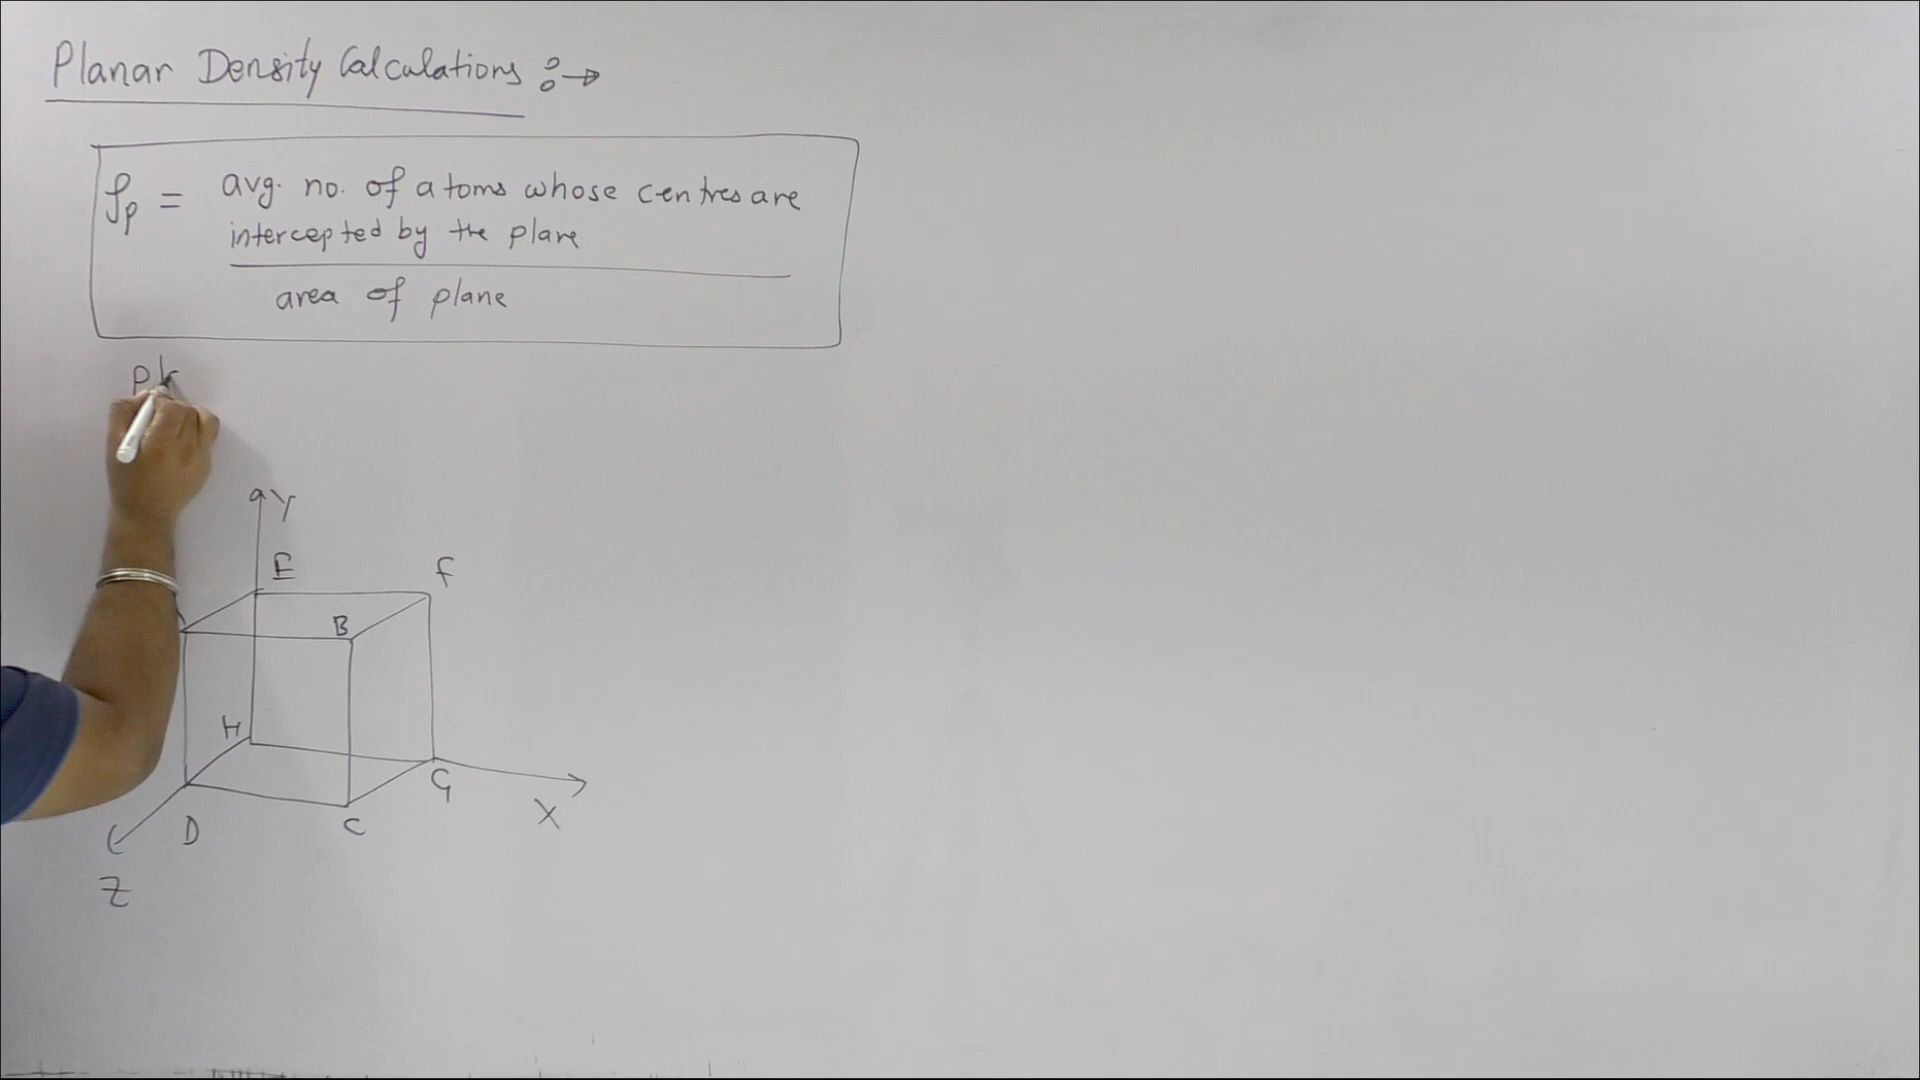 Planar Density Calculations :→
ρp = avg. no. of atoms whose centres are
intercepted by the plane
area of plane
Y
E
F
B
H
G
X
D
C
Z